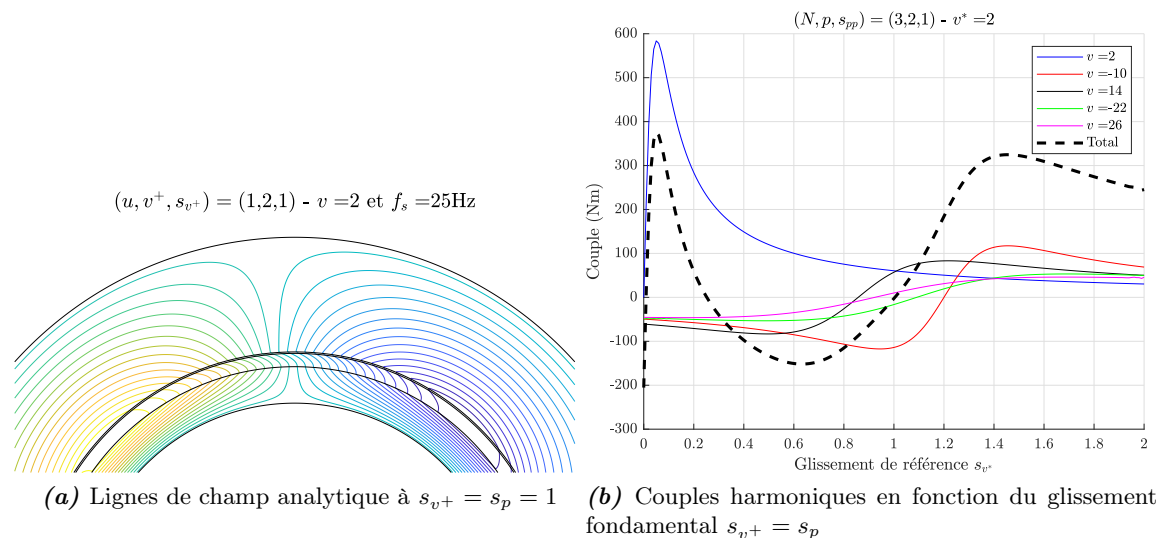 (u, v⁺, s_{v⁺}) = (1,2,1) - v =2 et f_s =25Hz
(a) Lignes de champ analytique à s_{v+} = s_p = 1
(N, p, s_{pp}) = (3,2,1) - v* =2
600
500
400
300
200
100
0
-100
-200
-300
Couple (Nm)
v =2
v =-10
v =14
v =-22
v =26
Total
0 0.2 0.4 0.6 0.8 1 1.2 1.4 1.6 1.8 2
Glissement de référence s_{v*}
(b) Couples harmoniques en fonction du glissement
fondamental s_{v+} = s_p